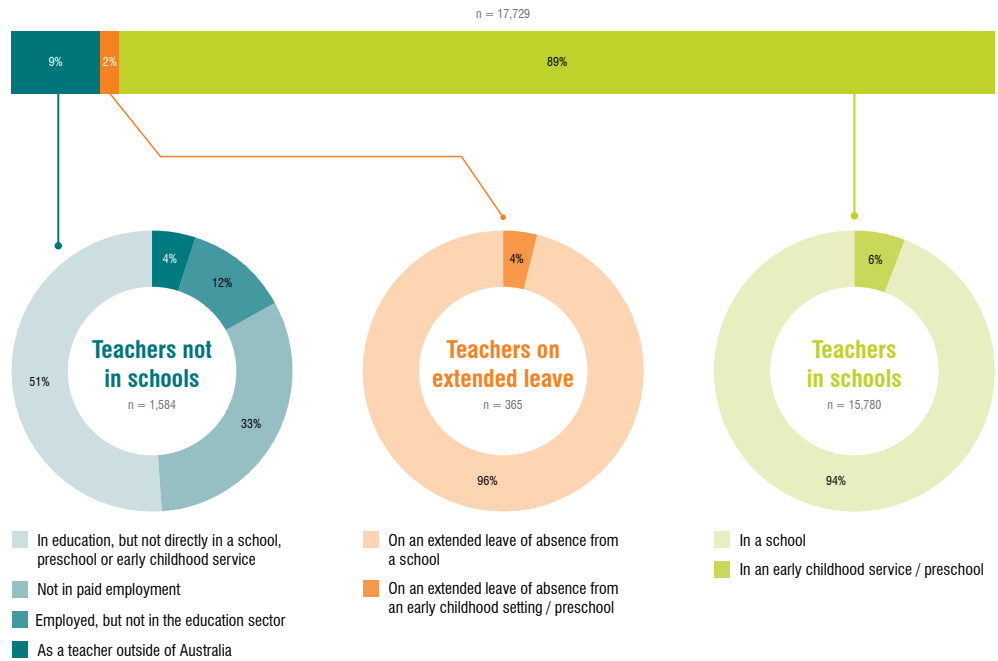 n = 17,729
9%
2%
89%
4%
12%
33%
51%
Teachers not
in schools
n = 1,584
4%
96%
Teachers on
extended leave
n = 365
6%
94%
Teachers
in schools
n = 15,780
In education, but not directly in a school,
preschool or early childhood service
Not in paid employment
Employed, but not in the education sector
As a teacher outside of Australia
On an extended leave of absence from
a school
On an extended leave of absence from
an early childhood setting / preschool
In a school
In an early childhood service / preschool